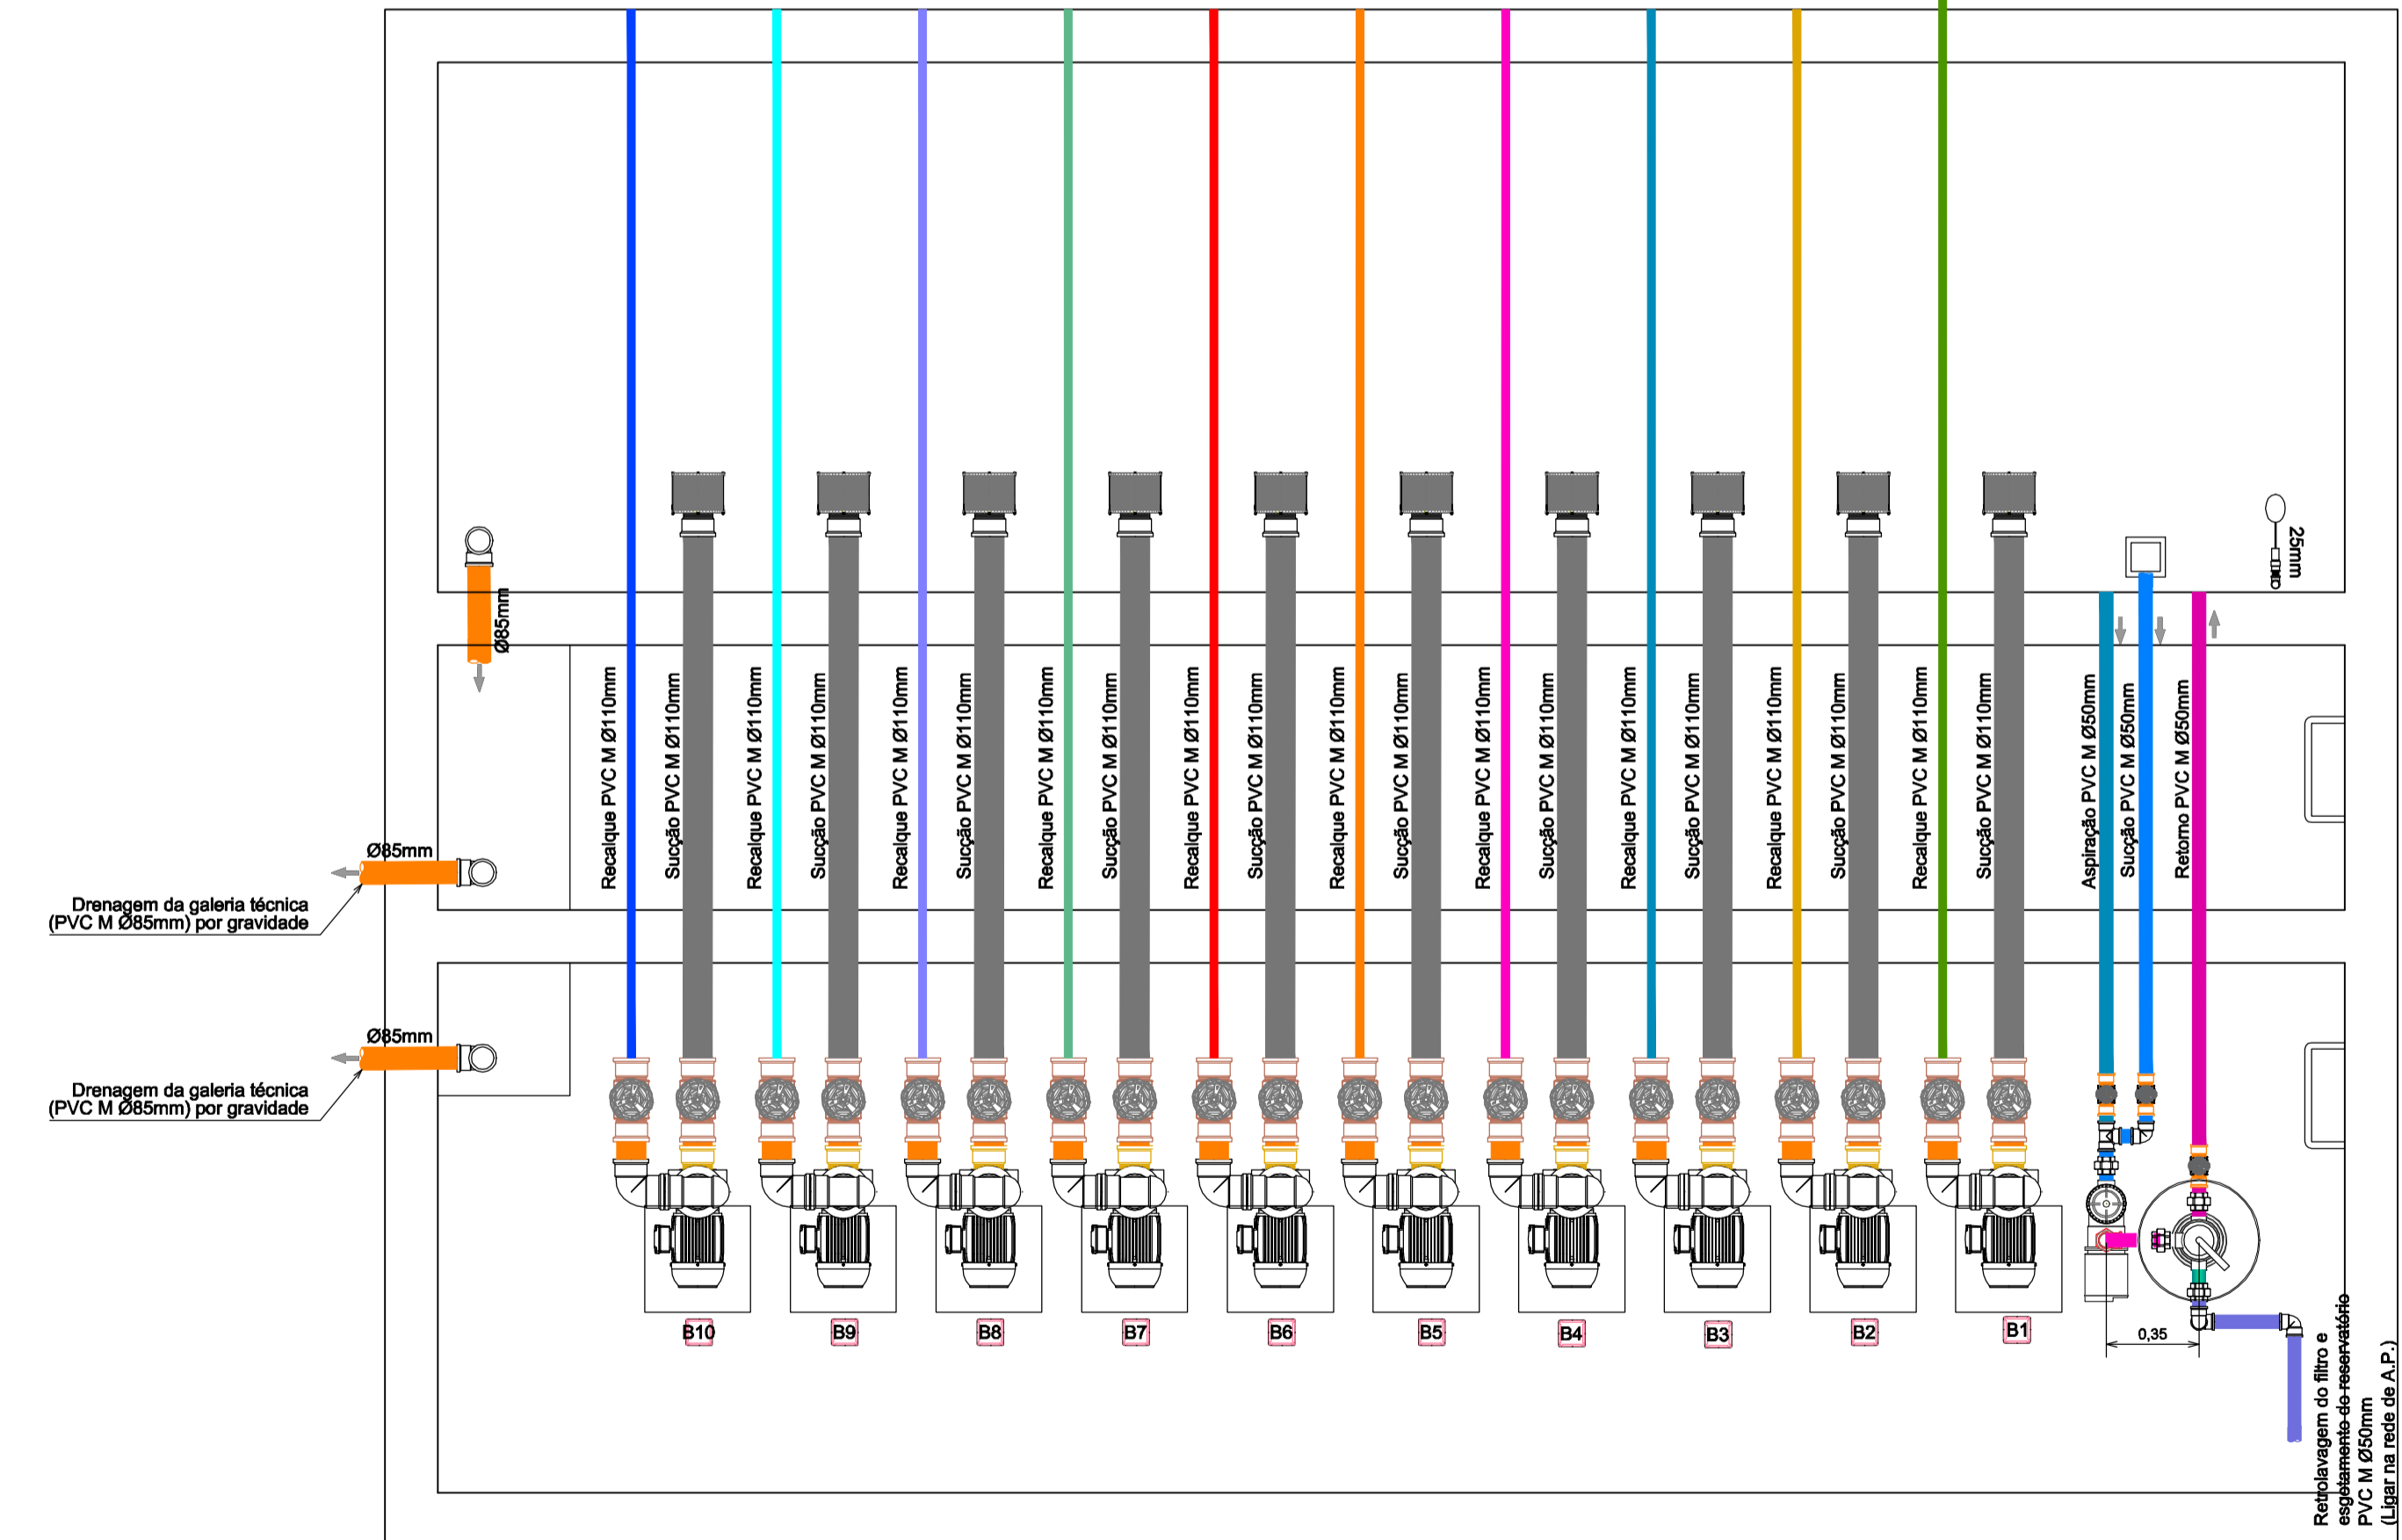 25mm
Ø85mm
Recalque PVC M Ø110mm
Sucção PVC M Ø110mm
Recalque PVC M Ø110mm
Sucção PVC M Ø110mm
Recalque PVC M Ø110mm
Sucção PVC M Ø110mm
Recalque PVC M Ø110mm
Sucção PVC M Ø110mm
Recalque PVC M Ø110mm
Sucção PVC M Ø110mm
Recalque PVC M Ø110mm
Sucção PVC M Ø110mm
Recalque PVC M Ø110mm
Sucção PVC M Ø110mm
Recalque PVC M Ø110mm
Sucção PVC M Ø110mm
Recalque PVC M Ø110mm
Sucção PVC M Ø110mm
Recalque PVC M Ø110mm
Sucção PVC M Ø110mm
Aspiração PVC M Ø50mm
Sucção PVC M Ø50mm
Retorno PVC M Ø50mm
Ø85mm
Drenagem da galeria técnica
(PVC M Ø85mm) por gravidade
Ø85mm
Drenagem da galeria técnica
(PVC M Ø85mm) por gravidade
B10
B9
B8
B7
B6
B5
B4
B3
B2
B1
0,35
Retrolavagem do filtro e
esgotamento do reservatório
PVC M Ø50mm
(Ligar na rede de A.P.)